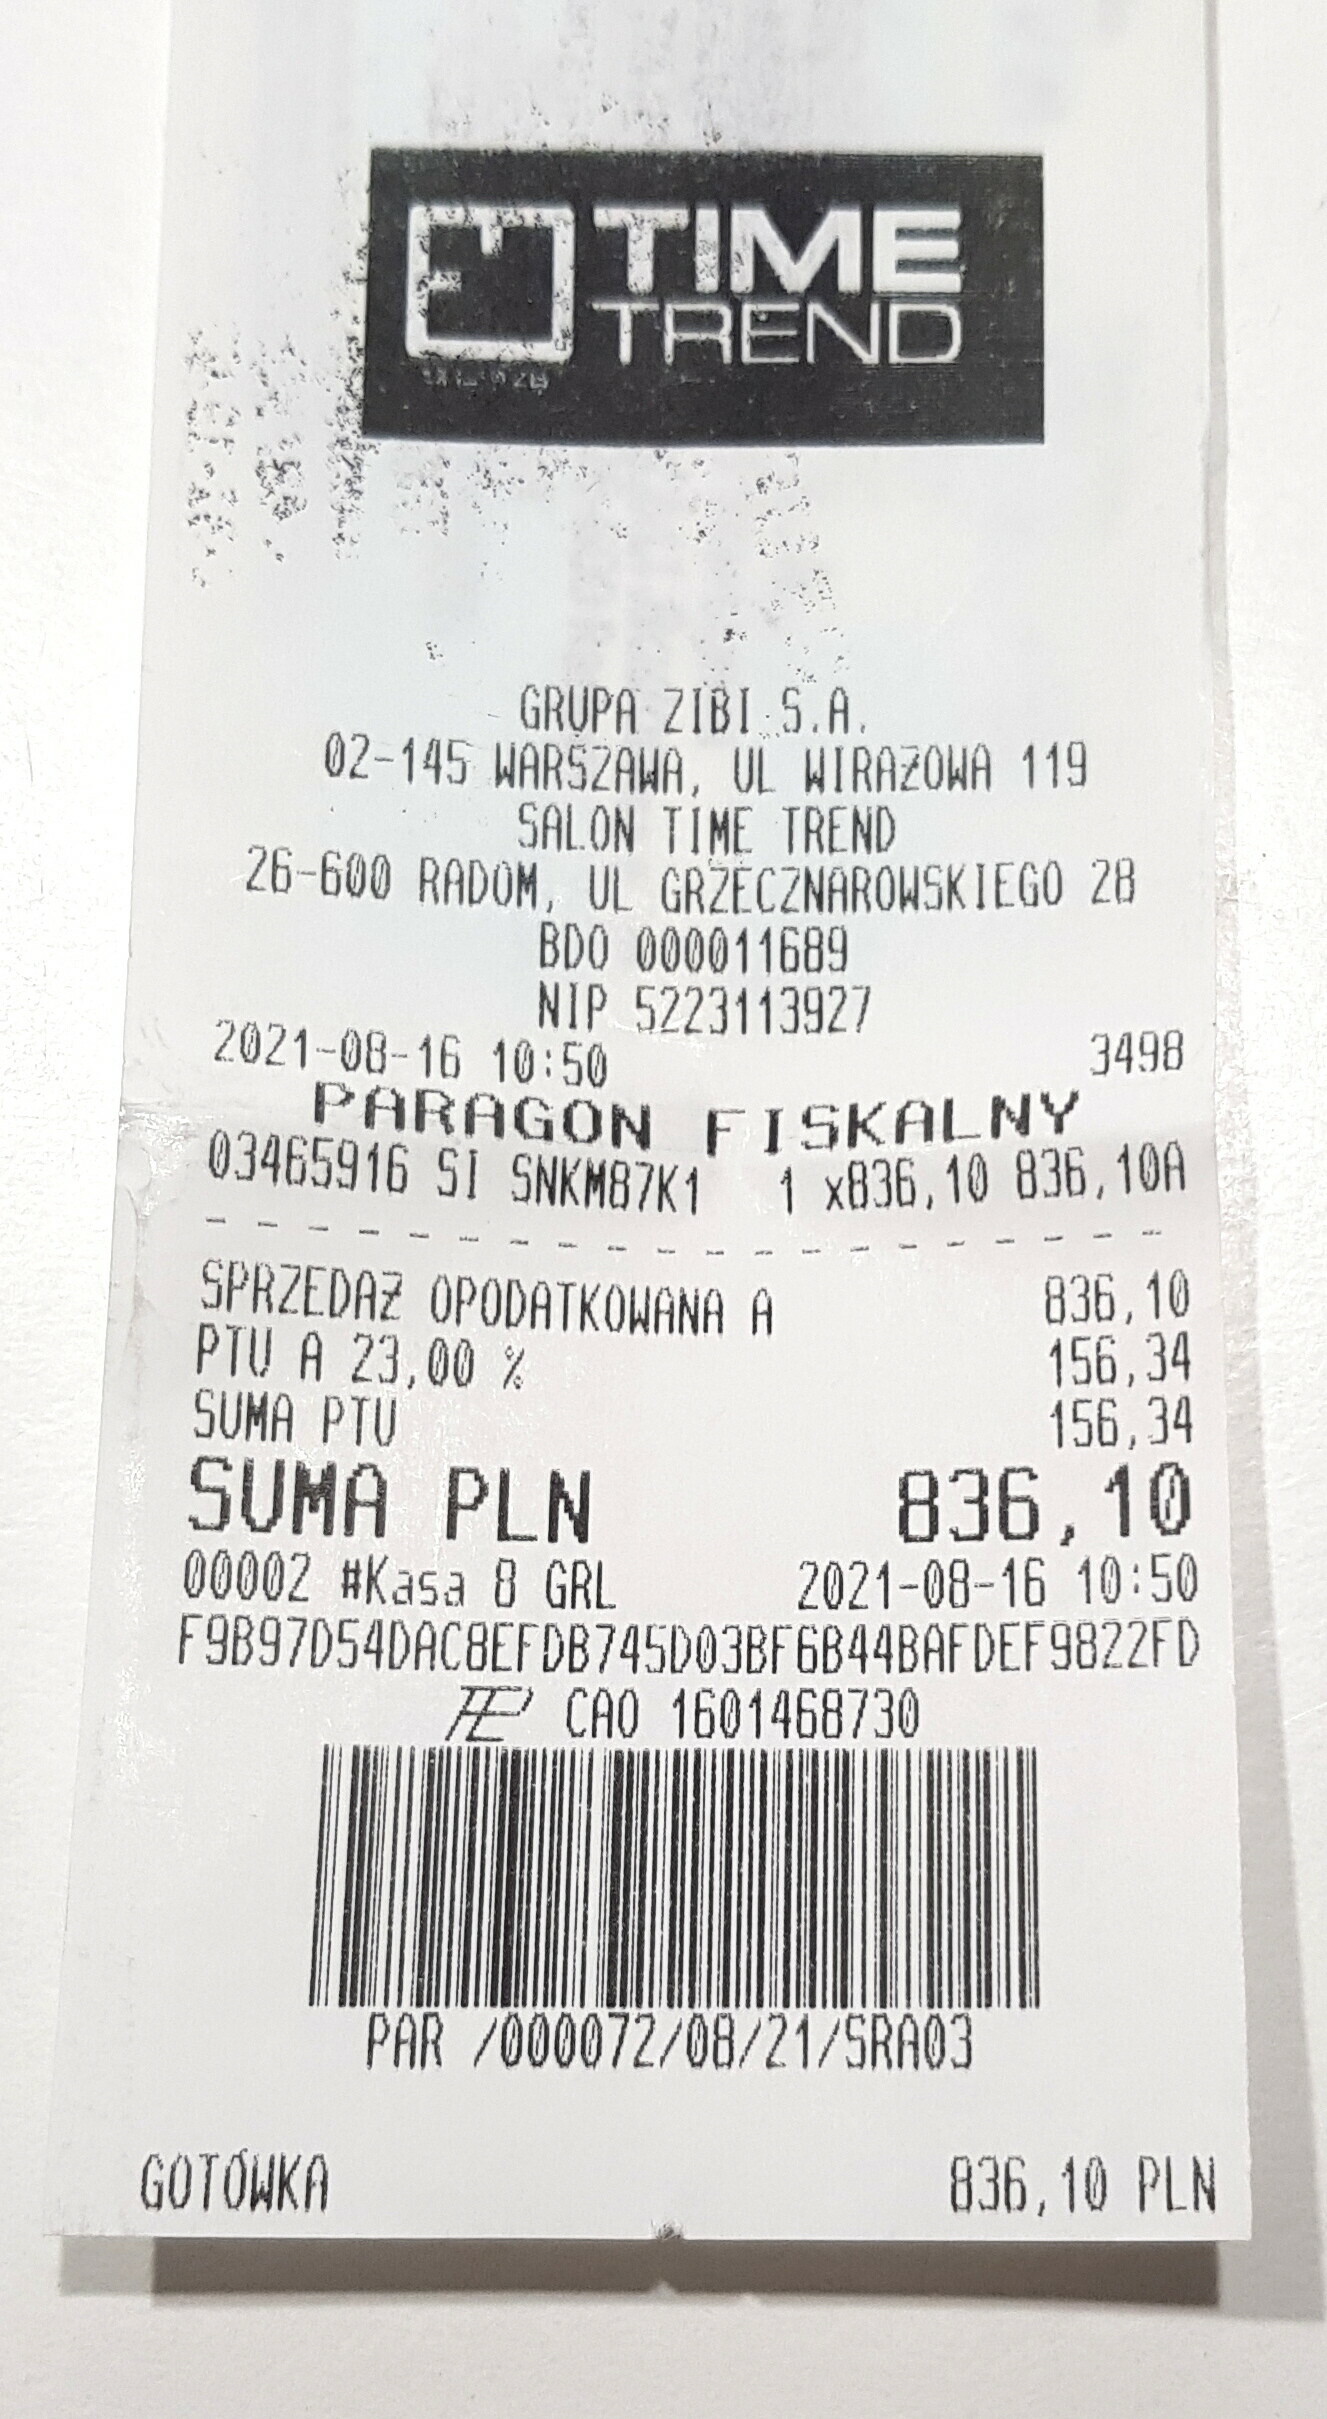 TIME
TREND
GRUPA ZIBI S.A.
02-145 WARSZAWA, UL WIRAŻOWA 119
SALON TIME TREND
26-600 RADOM, UL GRZECZNAROWSKIEGO 28
BDO 000011689
NIP 5223113927
2021-08-16 10:50 3498
PARAGON FISKALNY
03465916 SI SNKM87K1 1 x836,10 836,10A
SPRZEDAŻ OPODATKOWANA A 836,10
PTU A 23,00 % 156,34
SUMA PTU 156,34
SUMA PLN 836,10
00002 #Kasa 8 GRL 2021-08-16 10:50
F9B97D54DAC8EFDB745D03BF6B44BAFDEF9822FD
CAO 1601468730
PAR /000072/08/21/SRA03
GOTÓWKA 836,10 PLN